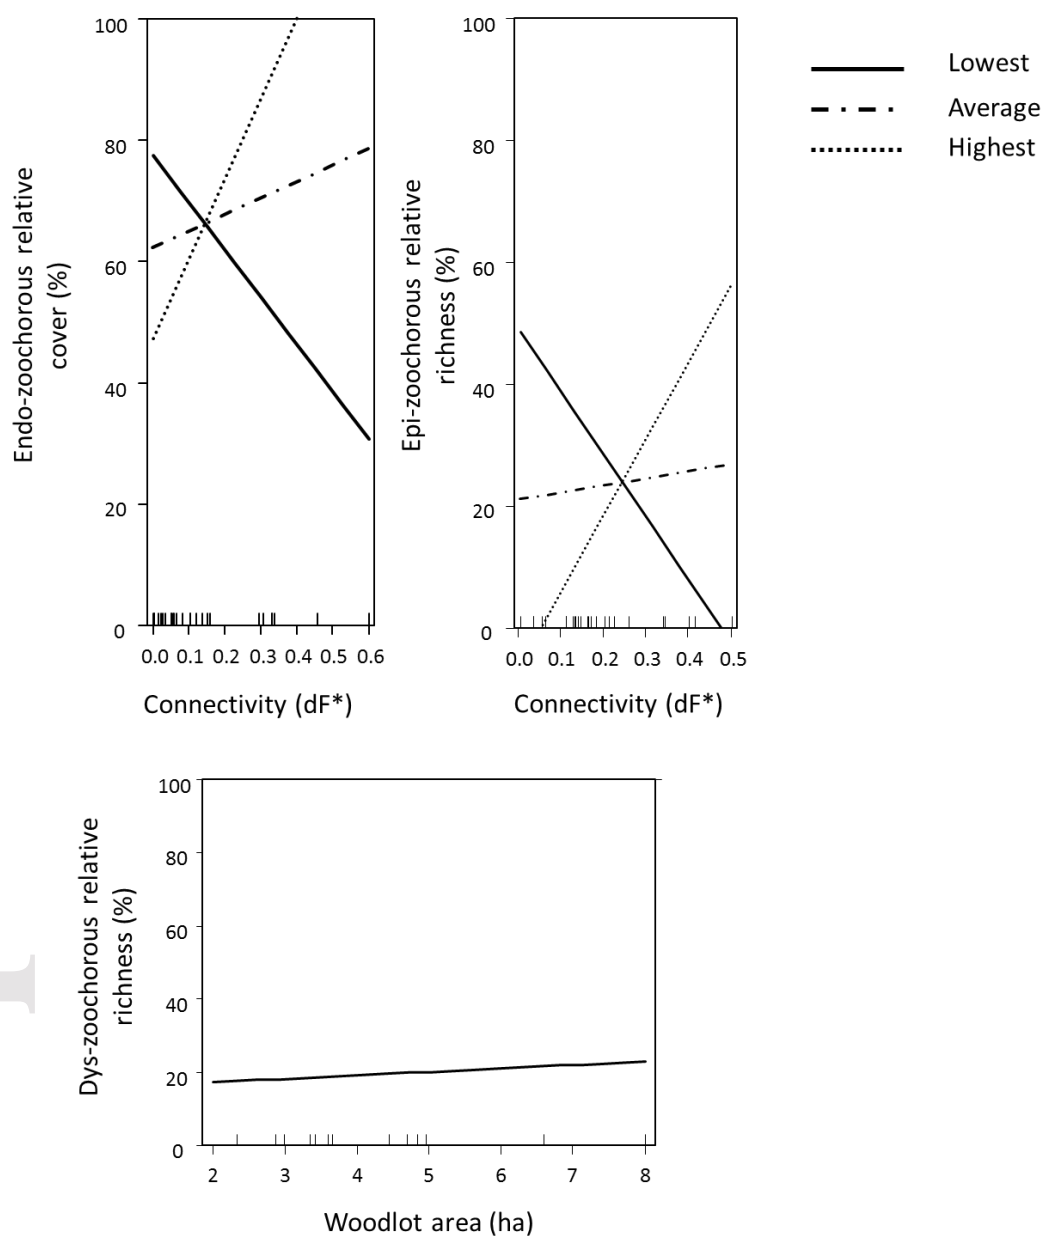 Endo-zoochorous relative
cover (%)
100
80
60
40
20
0
0.0 0.1 0.2 0.3 0.4 0.5 0.6
Connectivity (dF*)
Epi-zoochorous relative
richness (%)
100
80
60
40
20
0
0.0 0.1 0.2 0.3 0.4 0.5
Connectivity (dF*)
Lowest
Average
Highest
Dys-zoochorous relative
richness (%)
100
80
60
40
20
0
2 3 4 5 6 7 8
Woodlot area (ha)